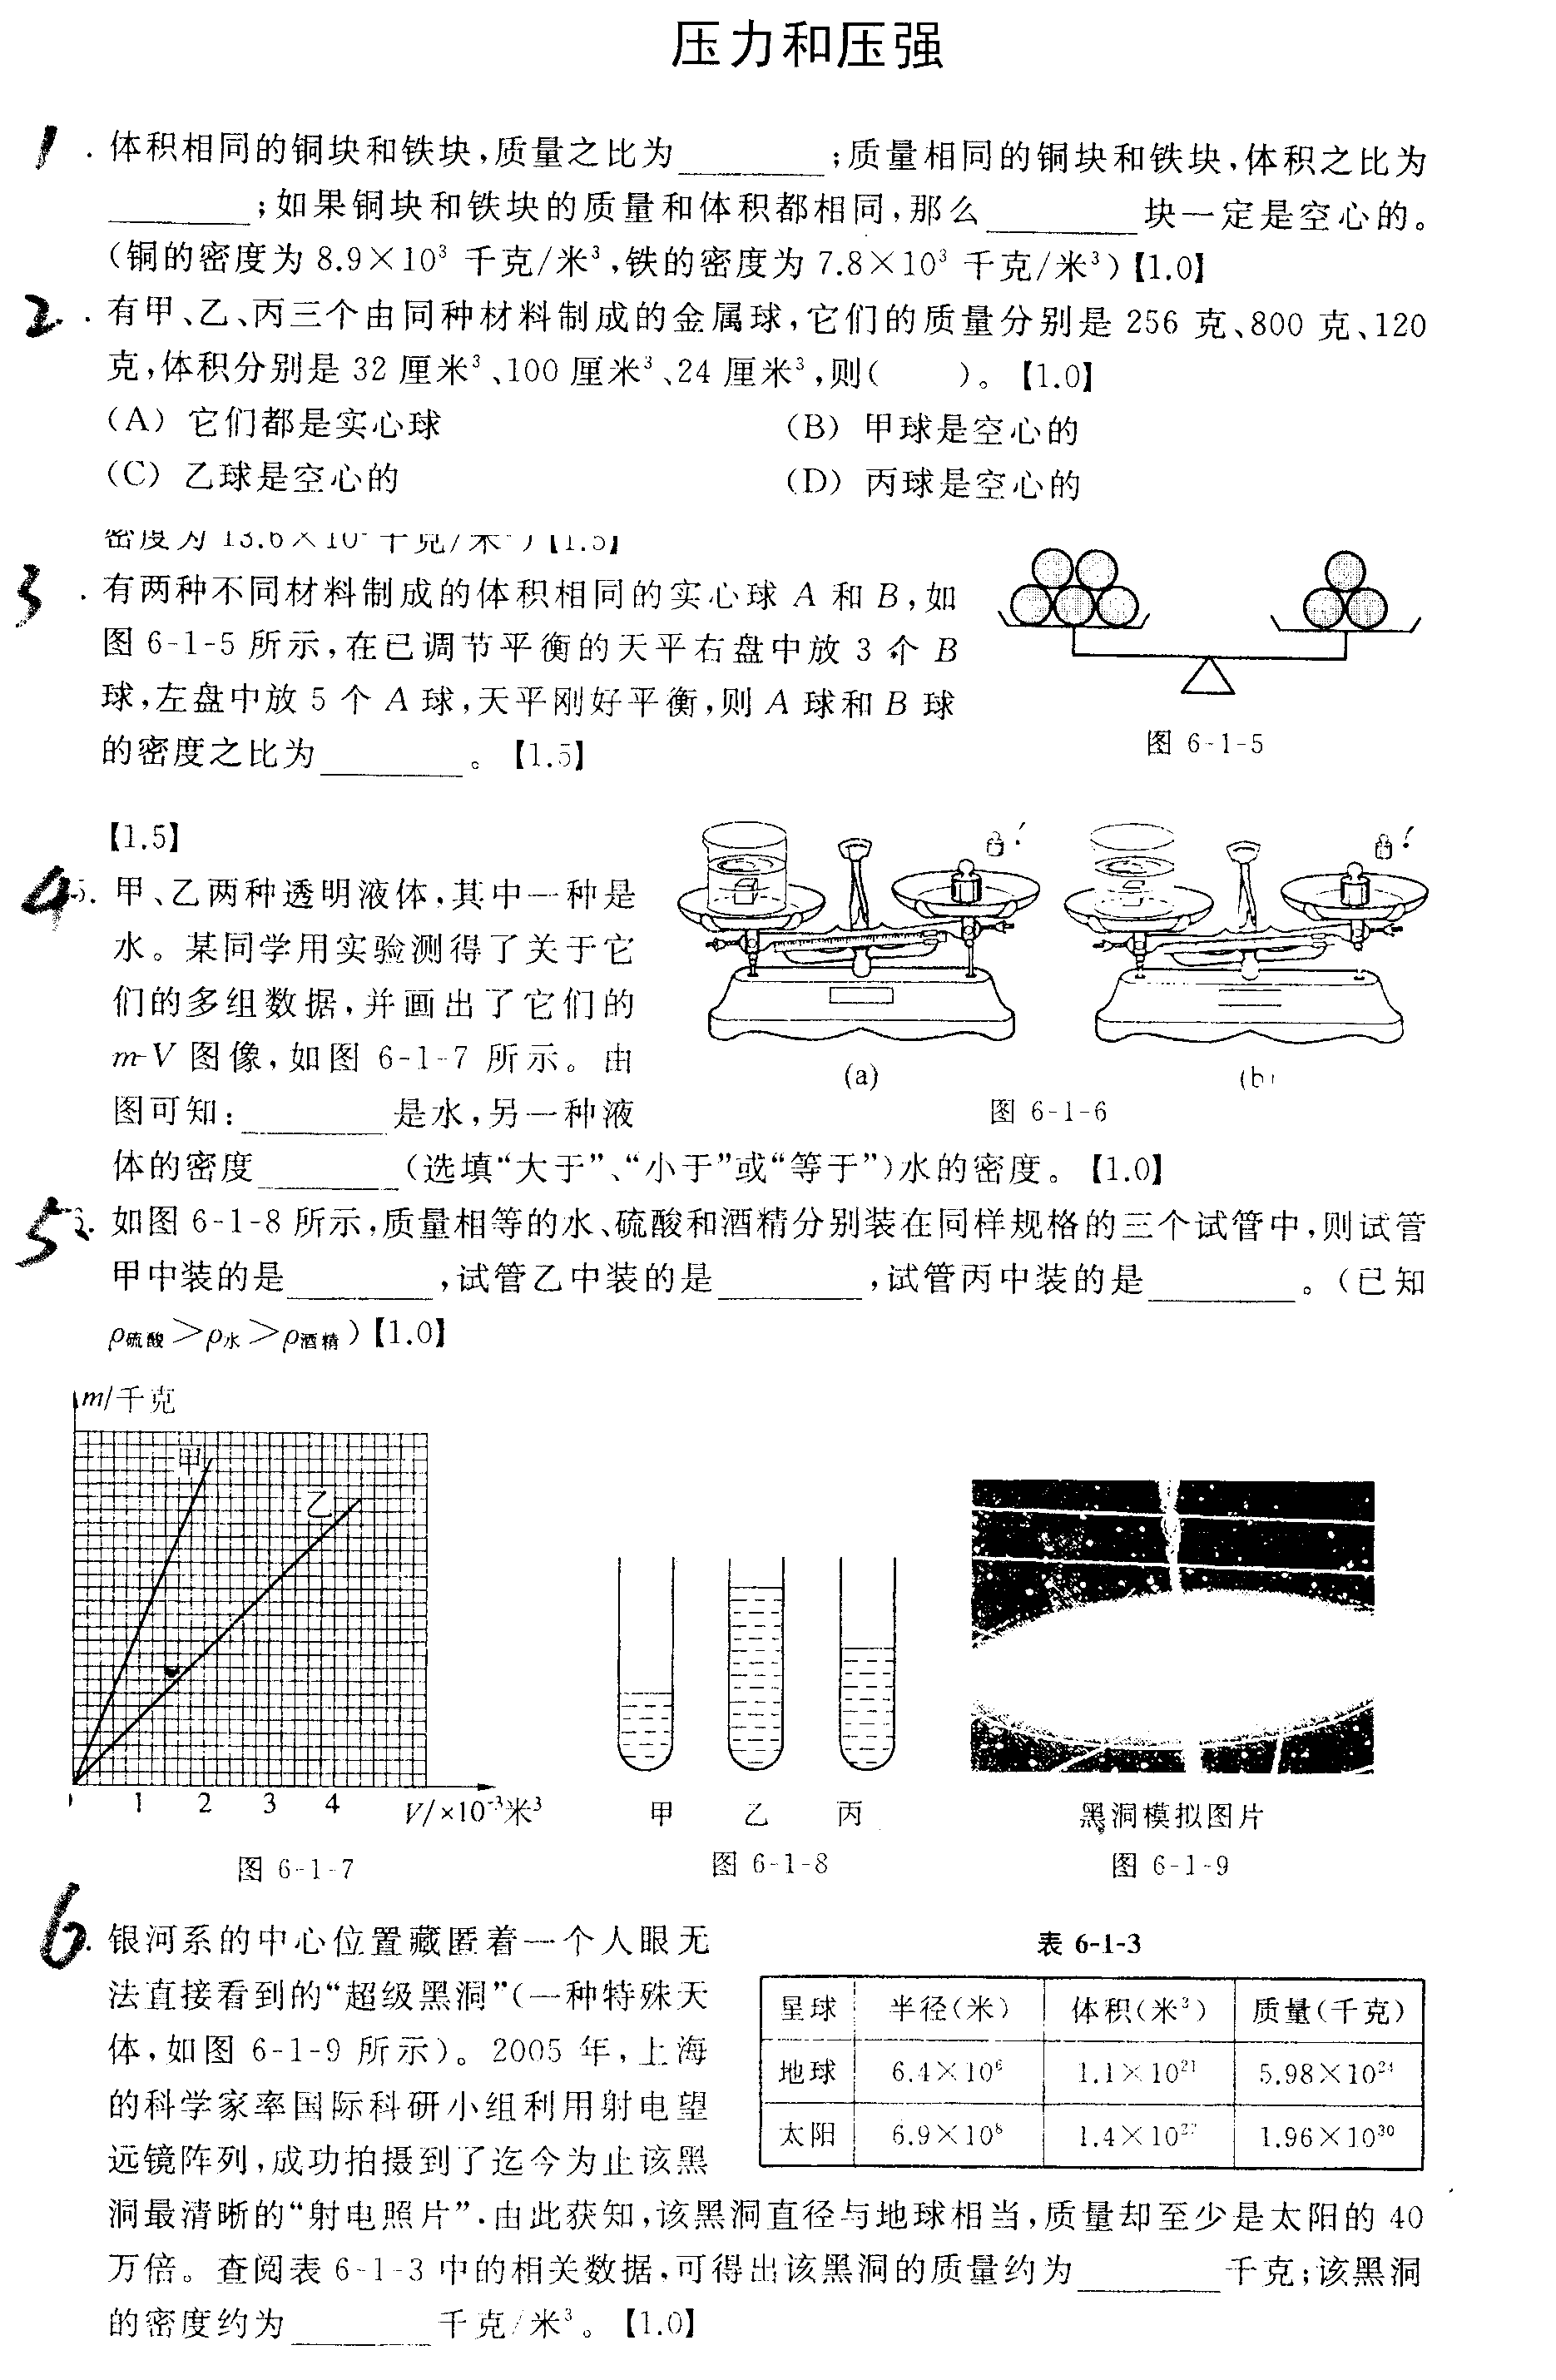 压力和压强
1.体积相同的铜块和铁块,质量之比为________;质量相同的铜块和铁块,体积之比为
________;如果铜块和铁块的质量和体积都相同,那么________块一定是空心的。
(铜的密度为 8.9×10³ 千克/米³,铁的密度为 7.8×10³ 千克/米³)【1.0】
2.有甲、乙、丙三个由同种材料制成的金属球,它们的质量分别是 256 克、800 克、120
克,体积分别是 32 厘米³、100 厘米³、24 厘米³,则(  )。【1.0】
(A) 它们都是实心球 (B) 甲球是空心的
(C) 乙球是空心的 (D) 丙球是空心的
3.有两种不同材料制成的体积相同的实心球 A 和 B,如
图 6-1-5 所示,在已调节平衡的天平右盘中放 3 个 B
球,左盘中放 5 个 A 球,天平刚好平衡,则 A 球和 B 球
的密度之比为________。【1.5】
图 6-1-5
【1.5】
4.甲、乙两种透明液体,其中一种是
水。某同学用实验测得了关于它
们的多组数据,并画出了它们的
m-V 图像,如图 6-1-7 所示。由
图可知:________是水,另一种液
体的密度________(选填“大于”、“小于”或“等于”)水的密度。【1.0】
(a) (b)
图 6-1-6
5.如图 6-1-8 所示,质量相等的水、硫酸和酒精分别装在同样规格的三个试管中,则试管
甲中装的是________,试管乙中装的是________,试管丙中装的是________。(已知
ρ硫酸>ρ水>ρ酒精)【1.0】
m/千克
甲
乙
1 2 3 4 V/×10⁻³米³
图 6-1-7
甲 乙 丙
图 6-1-8
黑洞模拟图片
图 6-1-9
6.银河系的中心位置藏匿着一个人眼无
法直接看到的“超级黑洞”(一种特殊天
体,如图 6-1-9 所示)。2005 年,上海
的科学家率国际科研小组利用射电望
远镜阵列,成功拍摄到了迄今为止该黑
表 6-1-3
星球 半径(米) 体积(米³) 质量(千克)
地球 6.4×10⁶ 1.1×10²¹ 5.98×10²⁴
太阳 6.9×10⁸ 1.4×10²⁷ 1.96×10³⁰
洞最清晰的“射电照片”.由此获知,该黑洞直径与地球相当,质量却至少是太阳的 40
万倍。查阅表 6-1-3 中的相关数据,可得出该黑洞的质量约为________千克;该黑洞
的密度约为________千克/米³。【1.0】